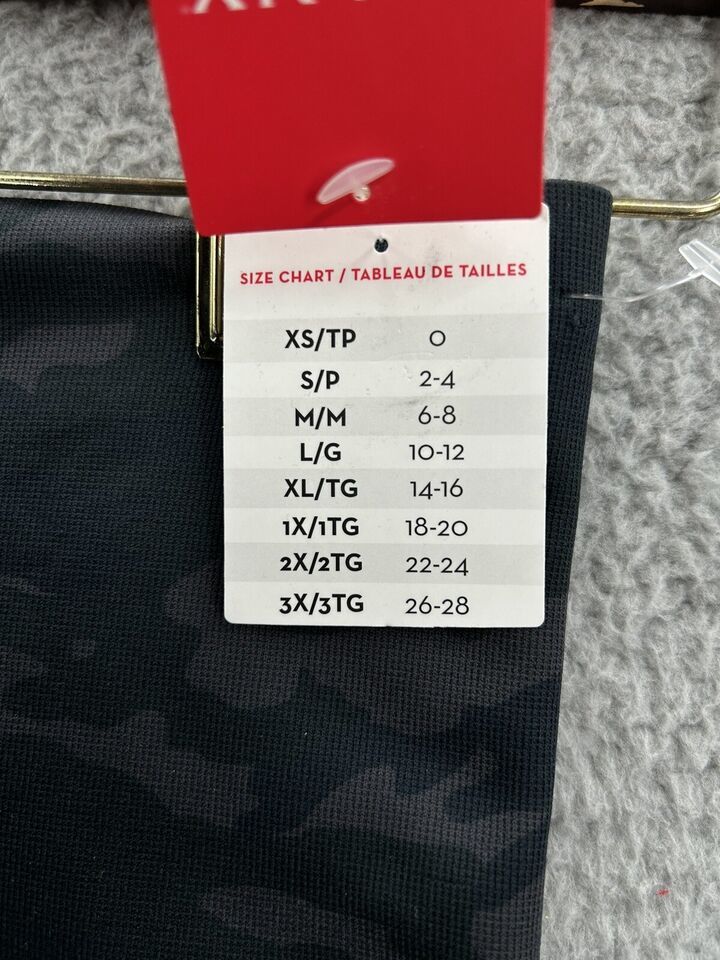 SIZE CHART / TABLEAU DE TAILLES
XS/TP 0
S/P 2-4
M/M 6-8
L/G 10-12
XL/TG 14-16
1X/1TG 18-20
2X/2TG 22-24
3X/3TG 26-28